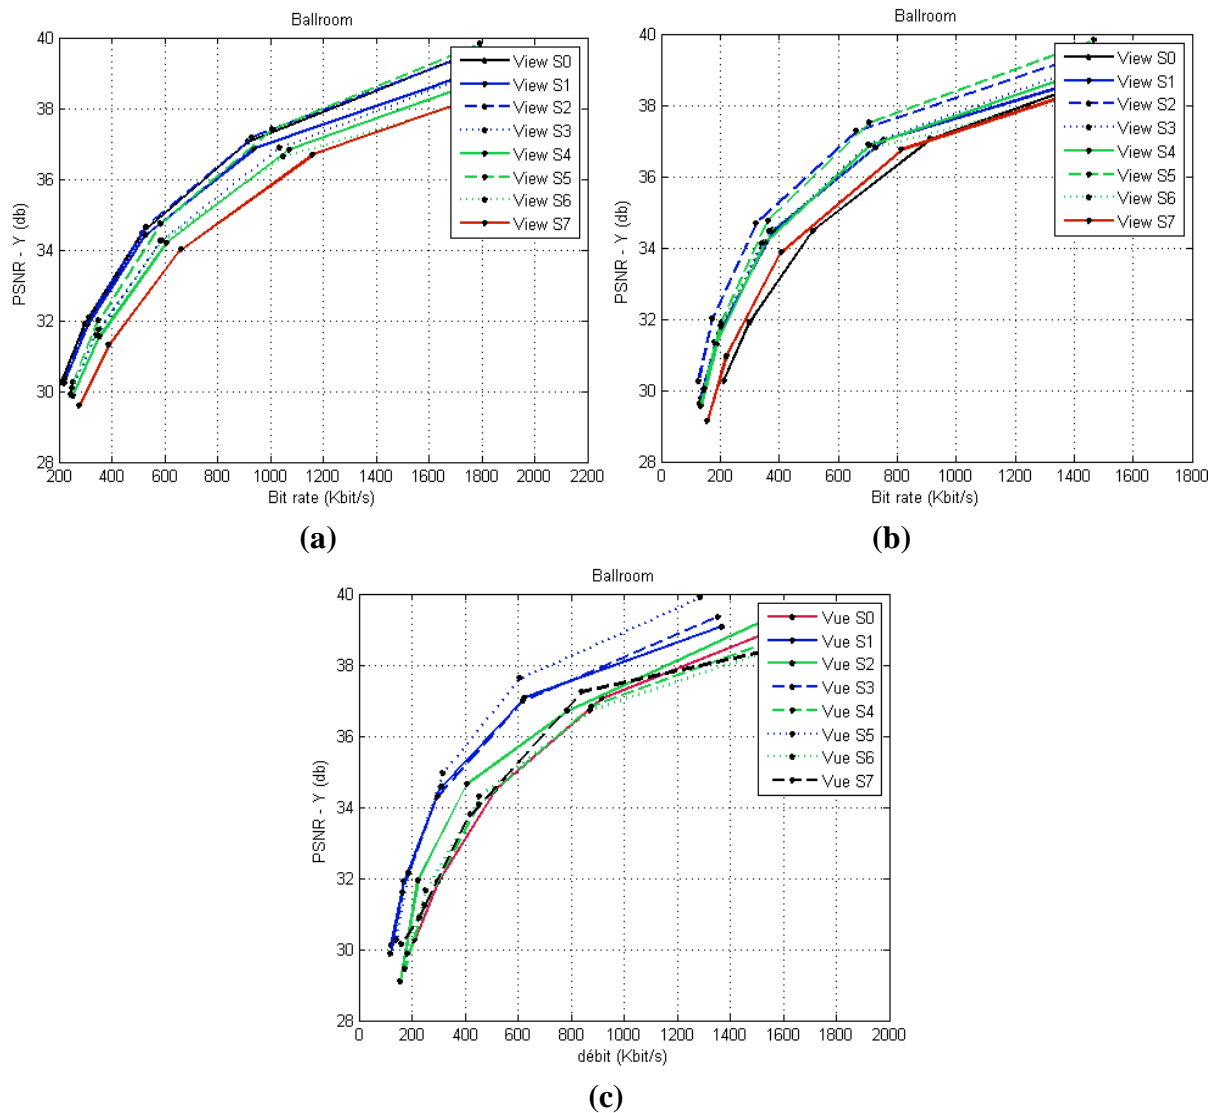 Ballroom
40
38
36
34
32
30
28
PSNR - Y (db)
200 400 600 800 1000 1200 1400 1600 1800 2000 2200
Bit rate (Kbit/s)
View S0
View S1
View S2
View S3
View S4
View S5
View S6
View S7
(a)
Ballroom
40
38
36
34
32
30
28
PSNR - Y (db)
0 200 400 600 800 1000 1200 1400 1600 1800
Bit rate (Kbit/s)
View S0
View S1
View S2
View S3
View S4
View S5
View S6
View S7
(b)
Ballroom
40
38
36
34
32
30
28
PSNR - Y (db)
0 200 400 600 800 1000 1200 1400 1600 1800 2000
débit (Kbit/s)
Vue S0
Vue S1
Vue S2
Vue S3
Vue S4
Vue S5
Vue S6
Vue S7
(c)